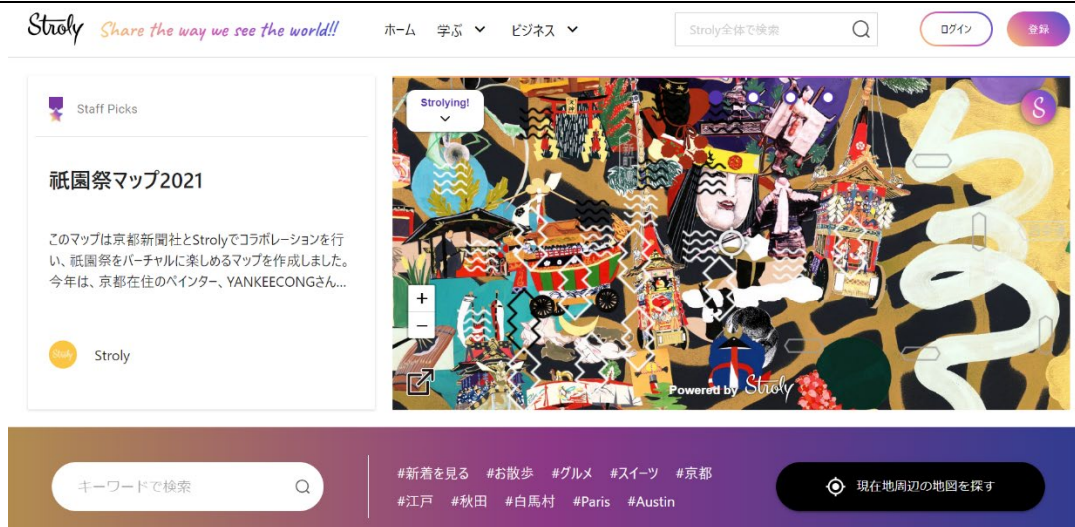 Stroly Share the way we see the world!! ホーム 学ぶ ビジネス Stroly全体で検索 ログイン 登録
Staff Picks
祇園祭マップ2021
このマップは京都新聞社とStrolyでコラボレーションを行
い、祇園祭をバーチャルに楽しめるマップを作成しました。
今年は、京都在住のペインター、YANKEECONGさん...
Stroly
Stroly
Strolying!
S
+
−
Powered by Stroly
キーワードで検索
#新着を見る #お散歩 #グルメ #スイーツ #京都
#江戸 #秋田 #白馬村 #Paris #Austin
現在地周辺の地図を探す